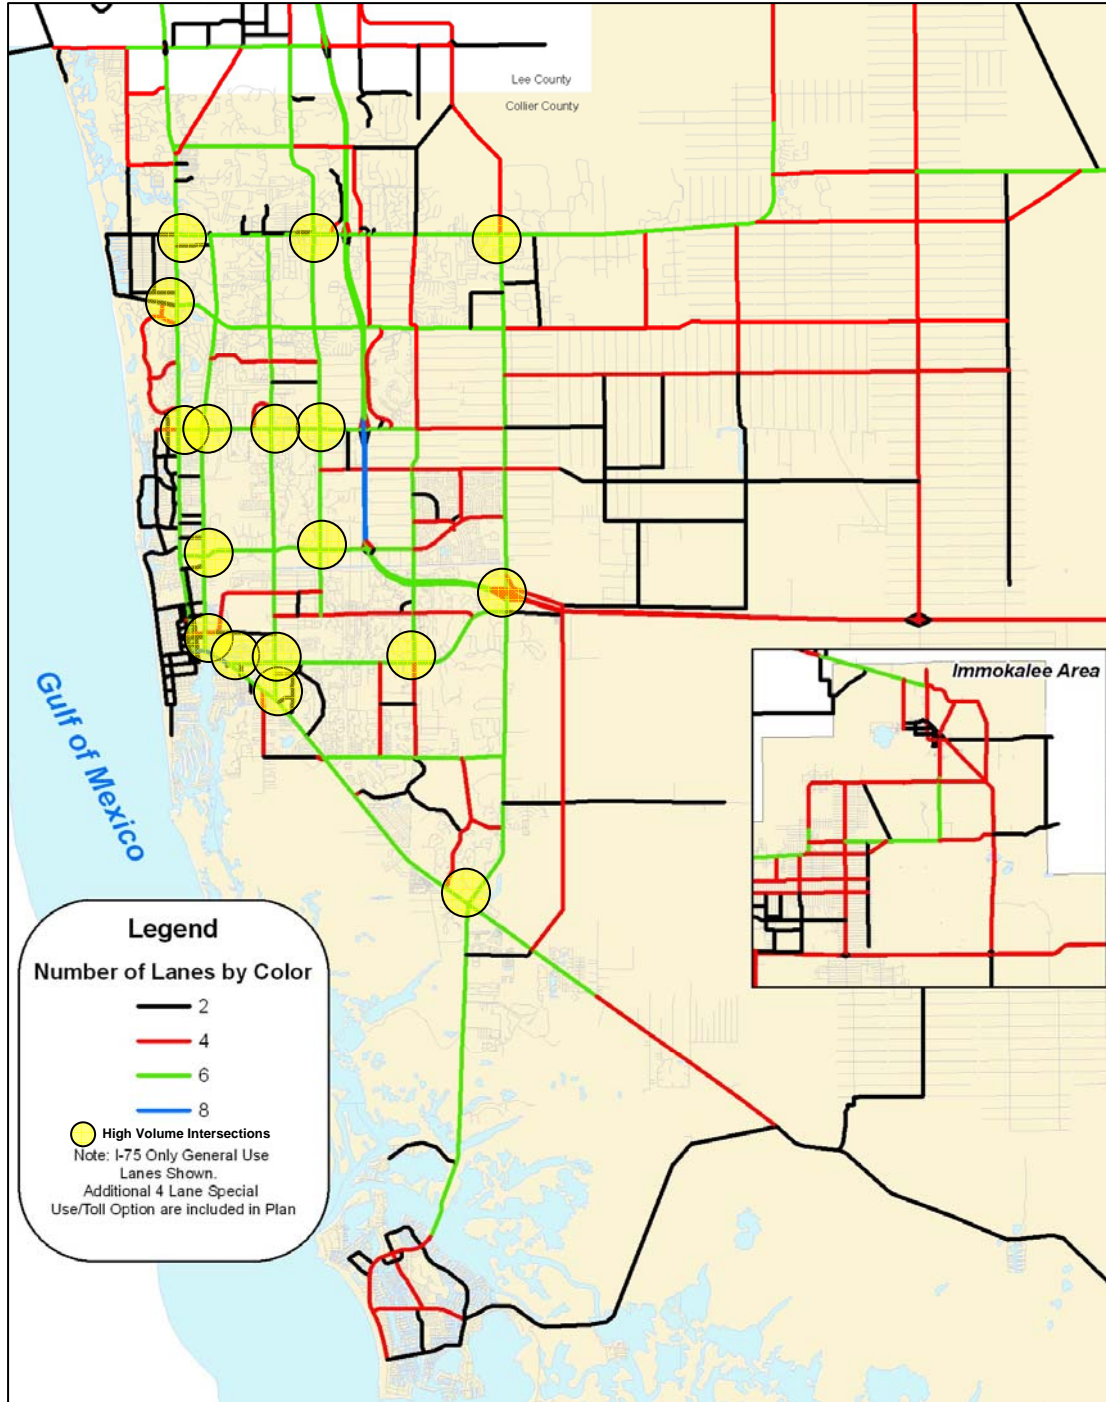 Lee County
Collier County
Immokalee Area
Gulf of Mexico
Legend
Number of Lanes by Color
2
4
6
8
High Volume Intersections
Note: I-75 Only General Use
Lanes Shown.
Additional 4 Lane Special
Use/Toll Option are included in Plan